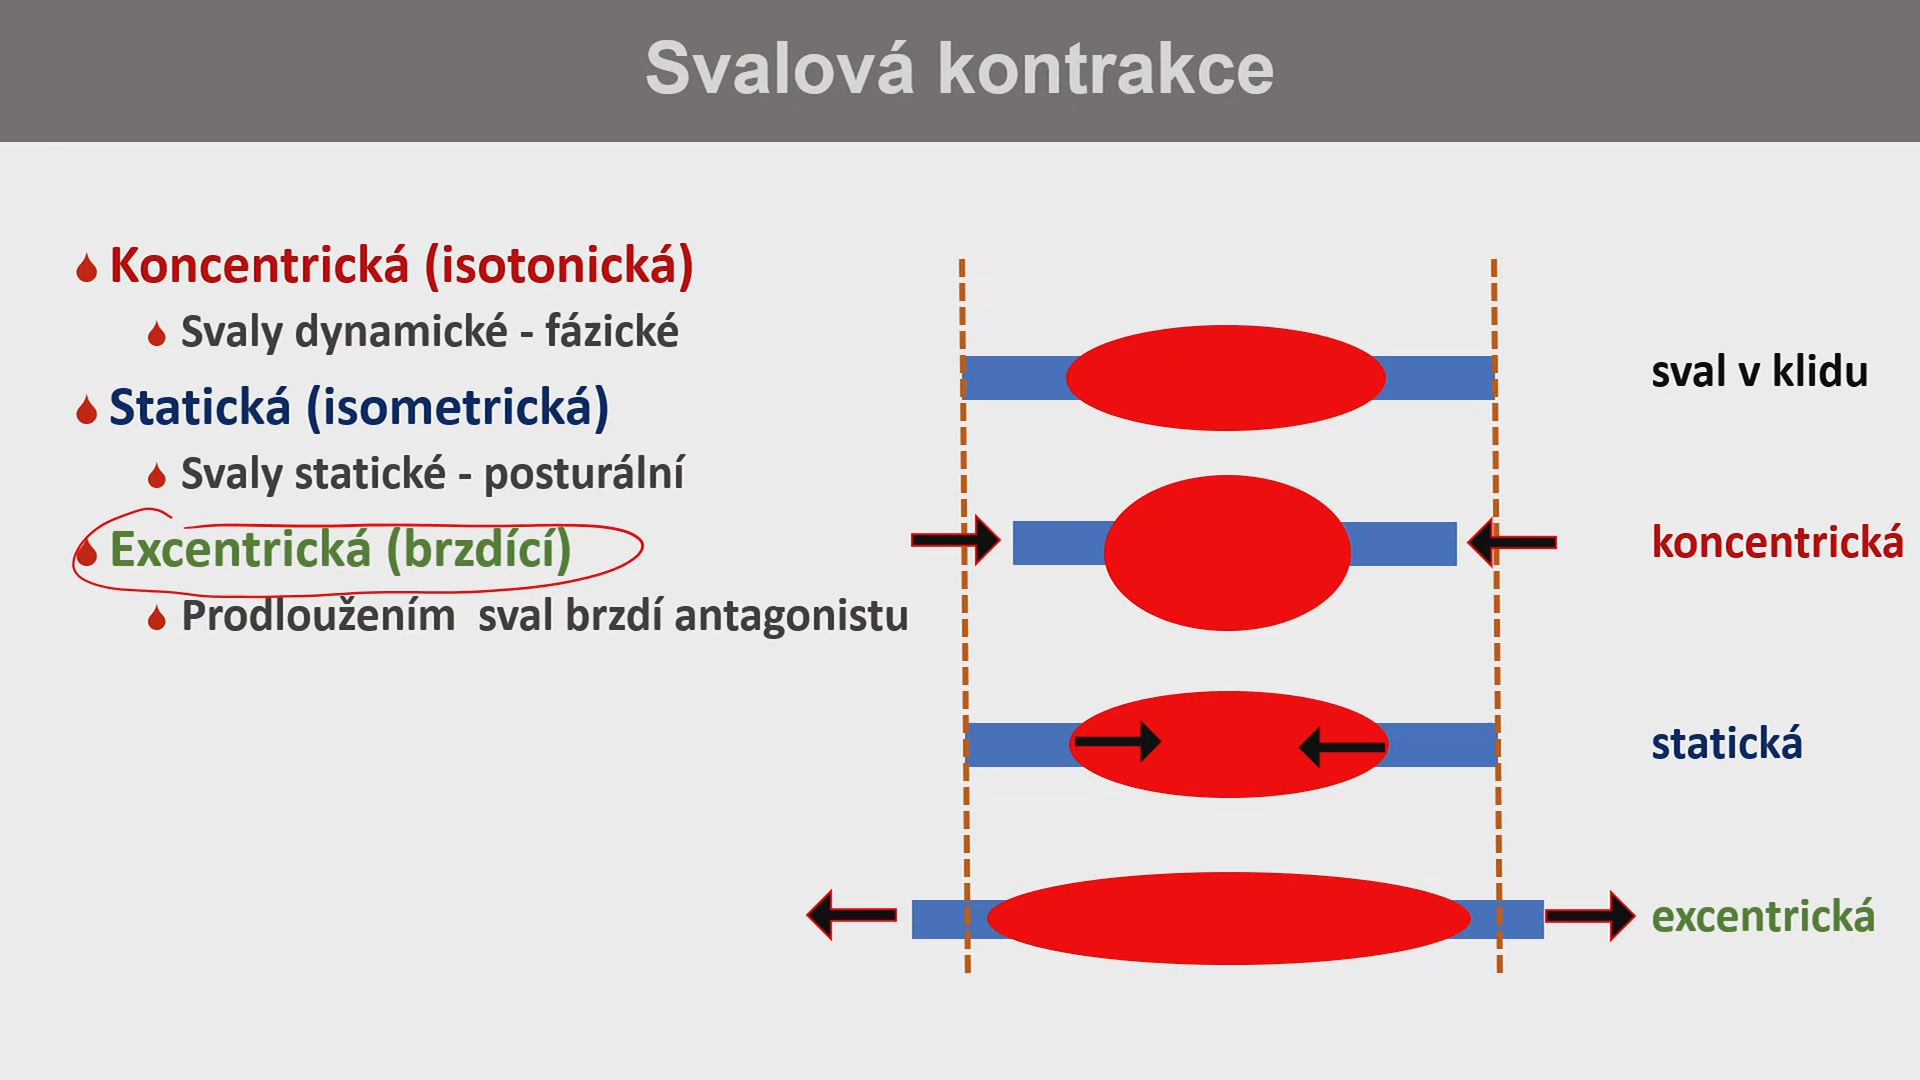 Svalová kontrakce
Koncentrická (isotonická)
Svaly dynamické - fázické
Statická (isometrická)
Svaly statické - posturální
Excentrická (brzdící)
Prodloužením  sval brzdí antagonistu
sval v klidu
koncentrická
statická
excentrická